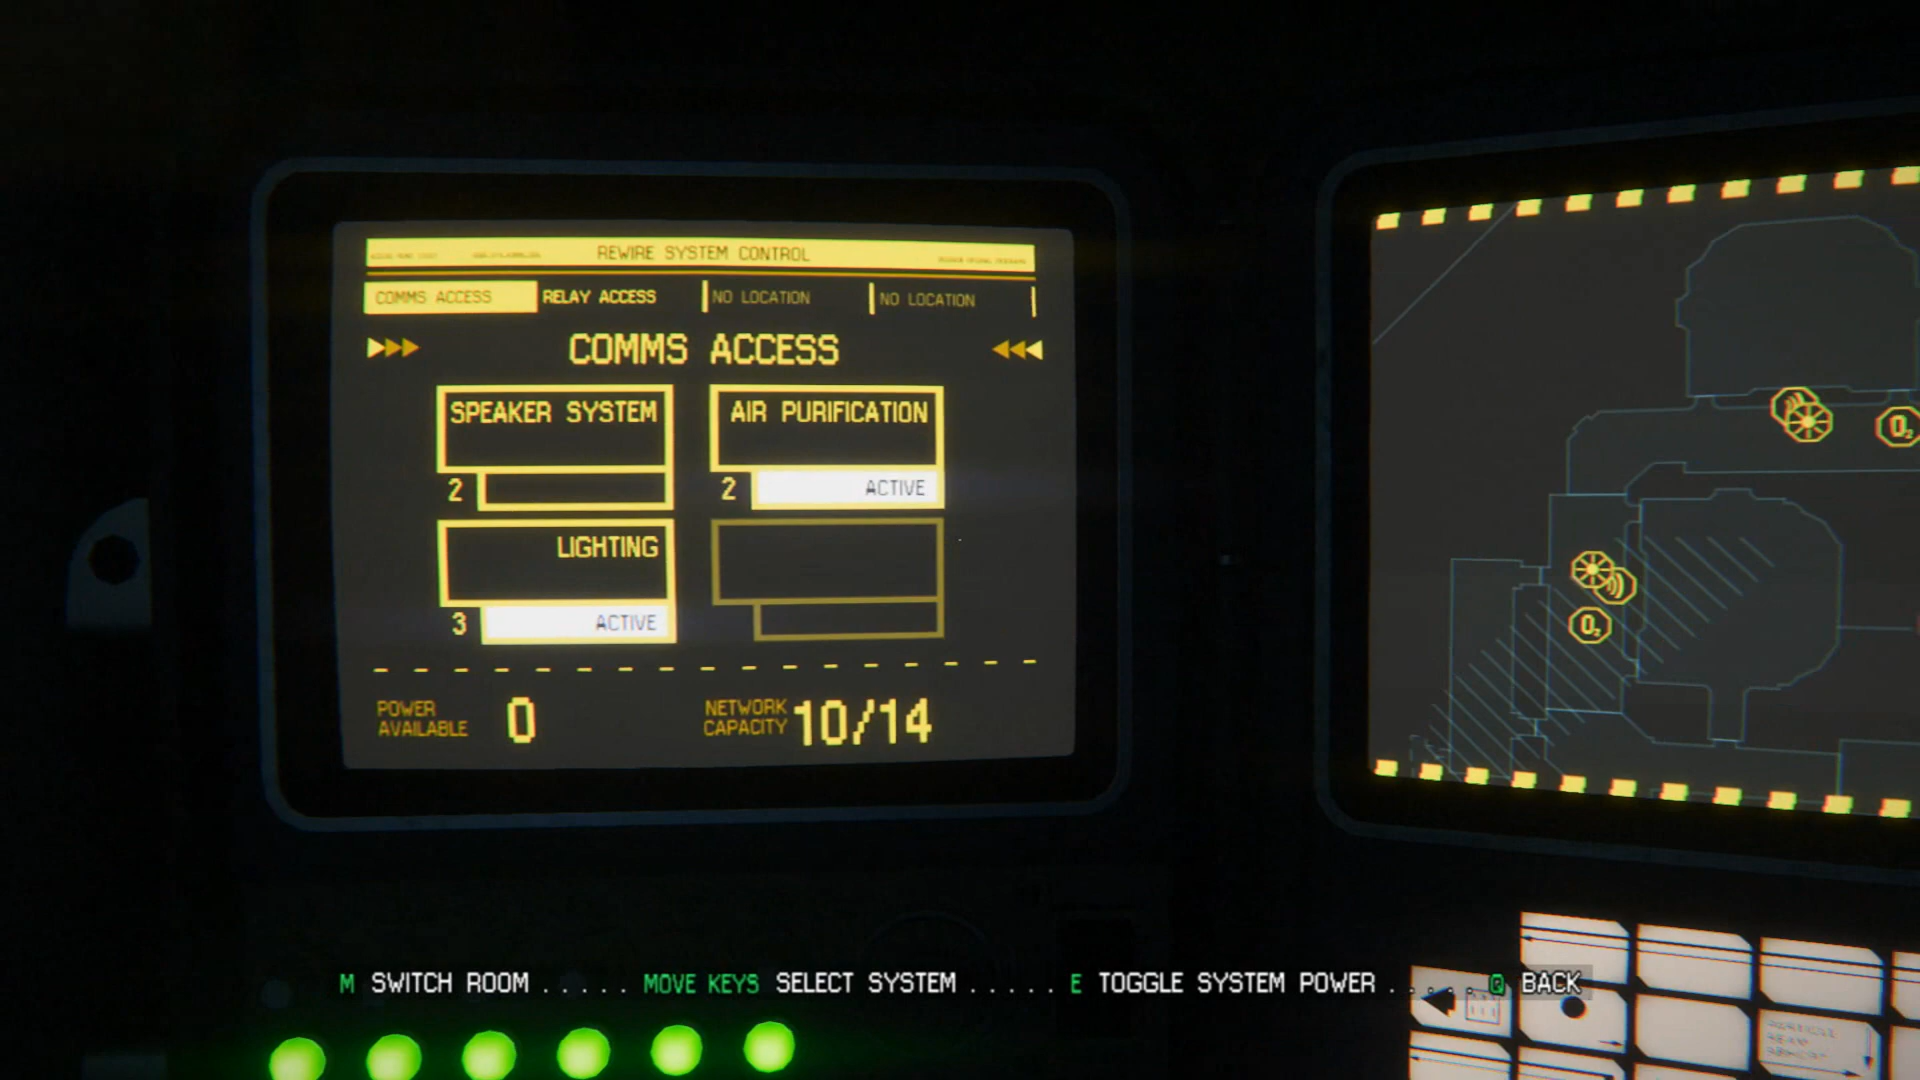 REWIRE SYSTEM CONTROL
COMMS ACCESS
RELAY ACCESS
NO LOCATION
NO LOCATION
COMMS ACCESS
SPEAKER SYSTEM
2
AIR PURIFICATION
2 ACTIVE
LIGHTING
3 ACTIVE
POWER
AVAILABLE
0
NETWORK
CAPACITY
10/14
O₂
O₂
M SWITCH ROOM ..... MOVE KEYS SELECT SYSTEM ..... E TOGGLE SYSTEM POWER ..... Q BACK